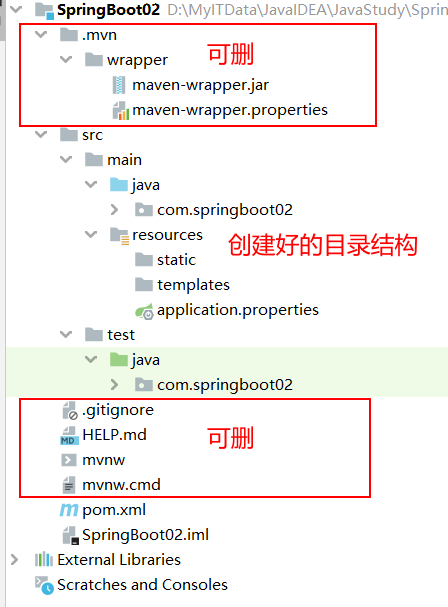 SpringBoot02 D:\MyITData\JavaIDEA\JavaStudy\Sprin
.mvn
可删
wrapper
maven-wrapper.jar
maven-wrapper.properties
src
main
java
com.springboot02
resources
创建好的目录结构
static
templates
application.properties
test
java
com.springboot02
.gitignore
HELP.md
可删
mvnw
mvnw.cmd
pom.xml
SpringBoot02.iml
External Libraries
Scratches and Consoles